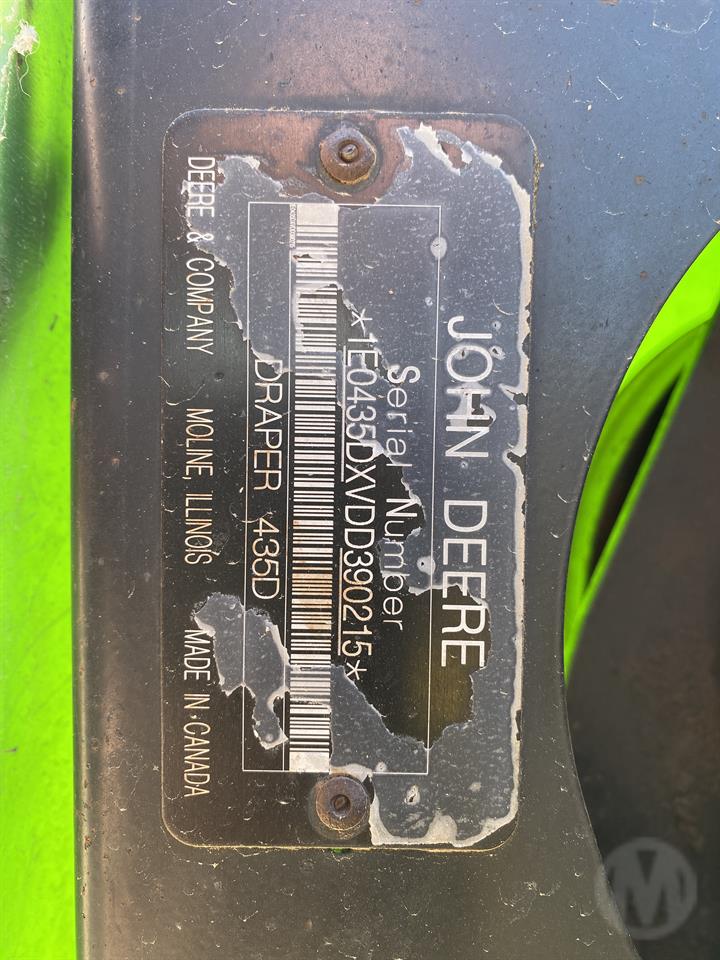 JOHN DEERE
Serial Number
*1E0435DXVDD390215*
DRAPER 435D
DEERE & COMPANY MOLINE, ILLINOIS MADE IN CANADA
M